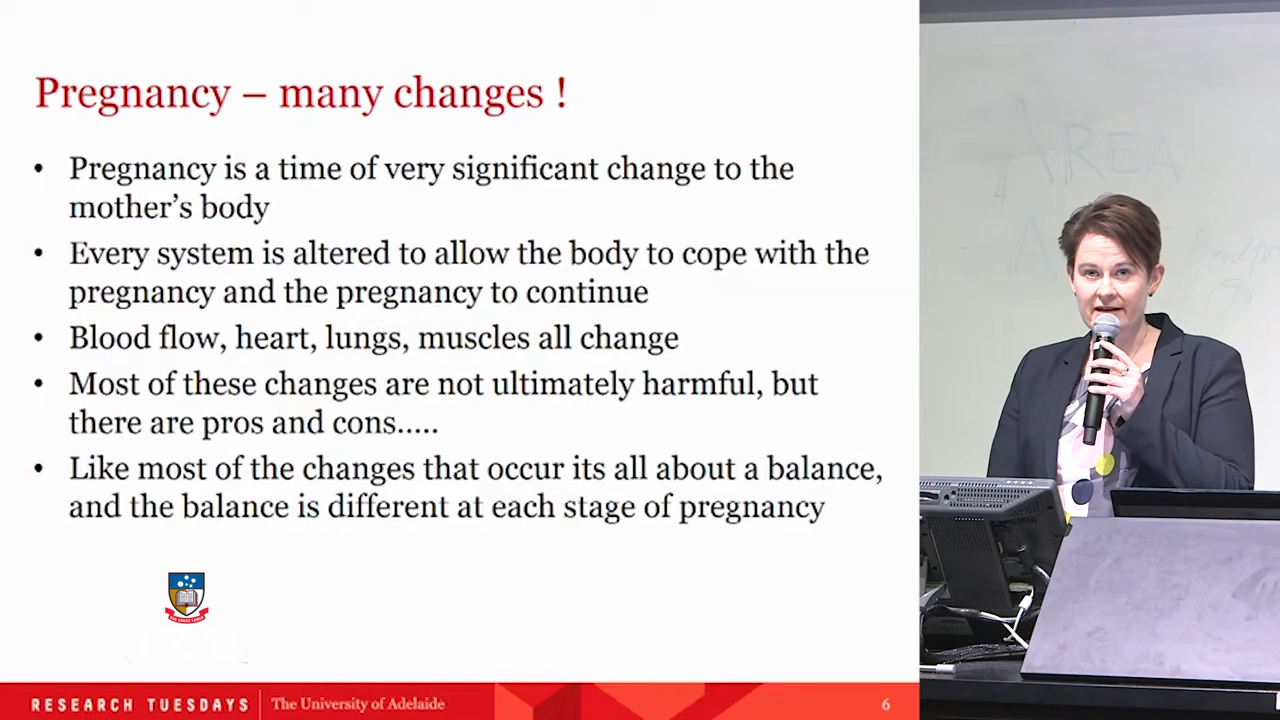 Pregnancy – many changes !
• Pregnancy is a time of very significant change to the
mother’s body
• Every system is altered to allow the body to cope with the
pregnancy and the pregnancy to continue
• Blood flow, heart, lungs, muscles all change
• Most of these changes are not ultimately harmful, but
there are pros and cons.....
• Like most of the changes that occur its all about a balance,
and the balance is different at each stage of pregnancy
RESEARCH TUESDAYS
The University of Adelaide
6
AREA